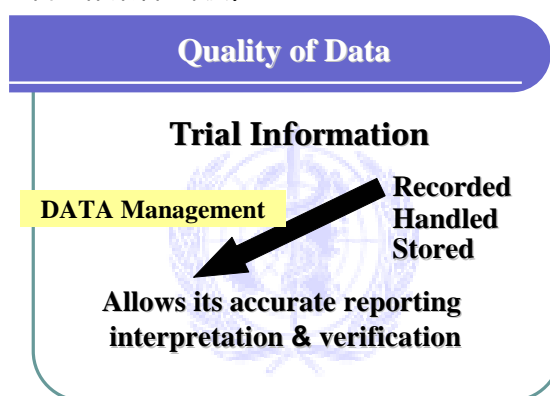 Quality of Data
Trial Information
DATA Management
Recorded
Handled
Stored
Allows its accurate reporting
interpretation & verification